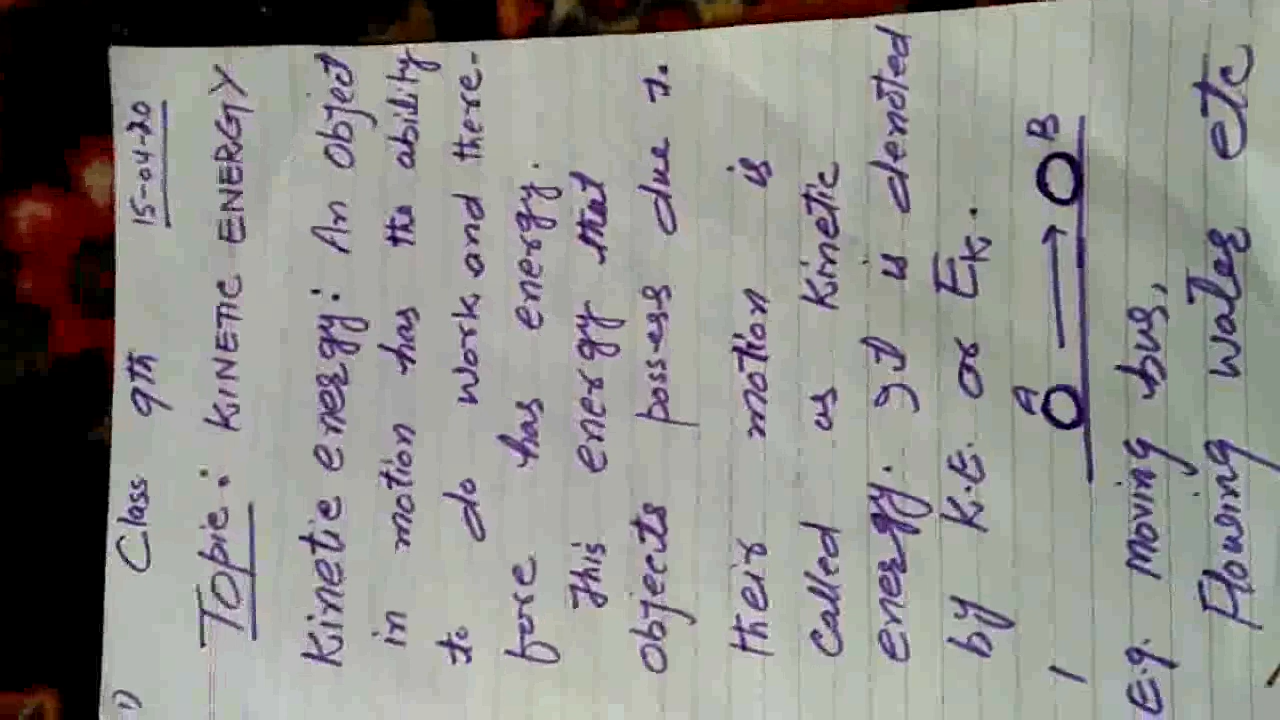 1) Class 9th 15-04-20
Topic: KINETIC ENERGY
Kinetic energy: An object
in motion has the ability
to do work and there-
fore has energy.
This energy that
objects possess due to
their motion is
called as kinetic
energy. It is denoted
by K.E. or EK.
A B
E.g. Moving bus,
flowing water etc